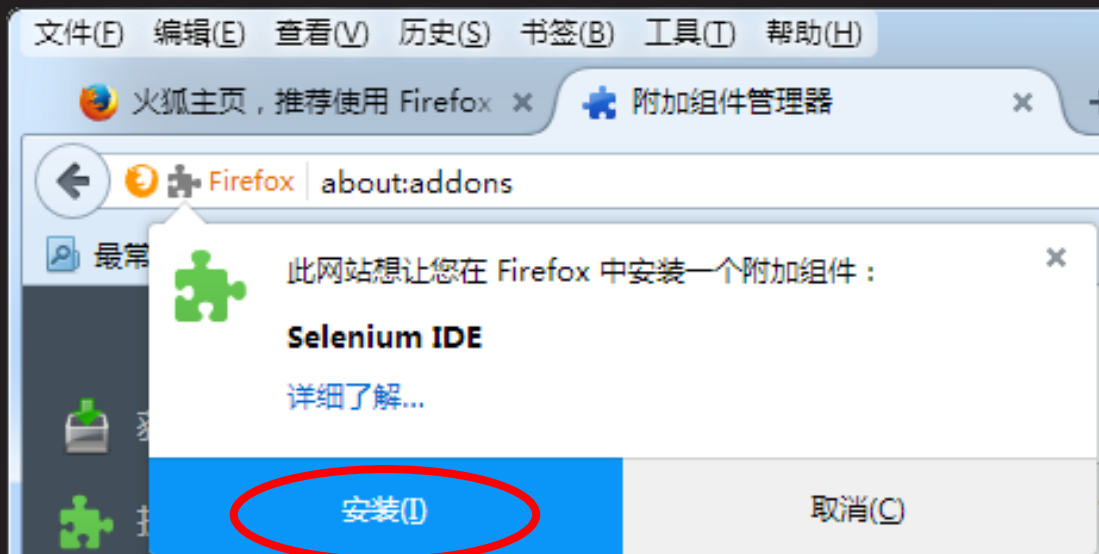 文件(F) 编辑(E) 查看(V) 历史(S) 书签(B) 工具(T) 帮助(H)
火狐主页，推荐使用 Firefox
附加组件管理器
Firefox about:addons
最常
此网站想让您在 Firefox 中安装一个附加组件：
Selenium IDE
详细了解...
安装(I)
取消(C)